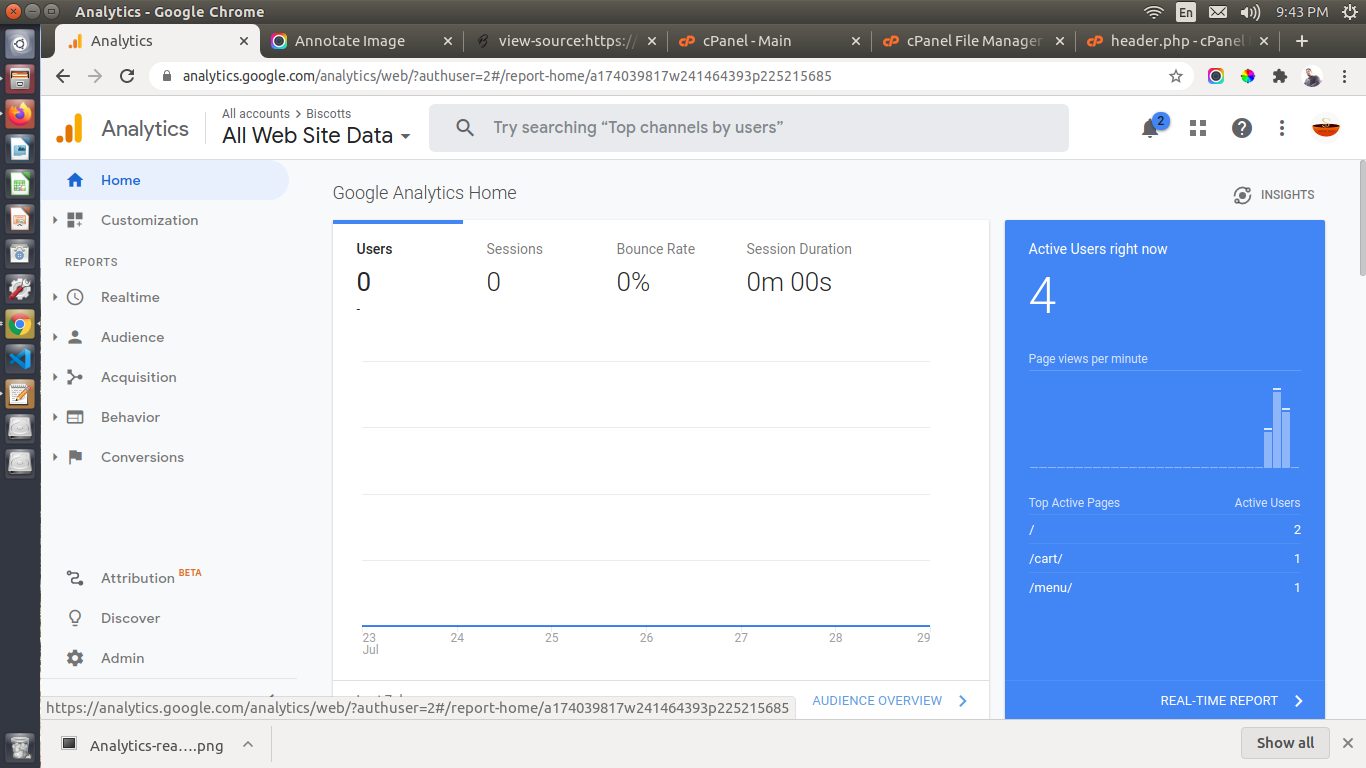 Analytics - Google Chrome
En
9:43 PM
Analytics
Annotate Image
view-source:https:/
cPanel - Main
cPanel File Manager
header.php - cPanel
analytics.google.com/analytics/web/?authuser=2#/report-home/a174039817w241464393p225215685
Analytics
All accounts > Biscotts
All Web Site Data
Try searching “Top channels by users”
2
Home
Customization
REPORTS
Realtime
Audience
Acquisition
Behavior
Conversions
Attribution BETA
Discover
Admin
Google Analytics Home
INSIGHTS
Users
0
-
Sessions
0
Bounce Rate
0%
Session Duration
0m 00s
23 24 25 26 27 28 29
Jul
AUDIENCE OVERVIEW
Active Users right now
4
Page views per minute
Top Active Pages Active Users
/ 2
/cart/ 1
/menu/ 1
REAL-TIME REPORT
https://analytics.google.com/analytics/web/?authuser=2#/report-home/a174039817w241464393p225215685
Analytics-rea....png
Show all